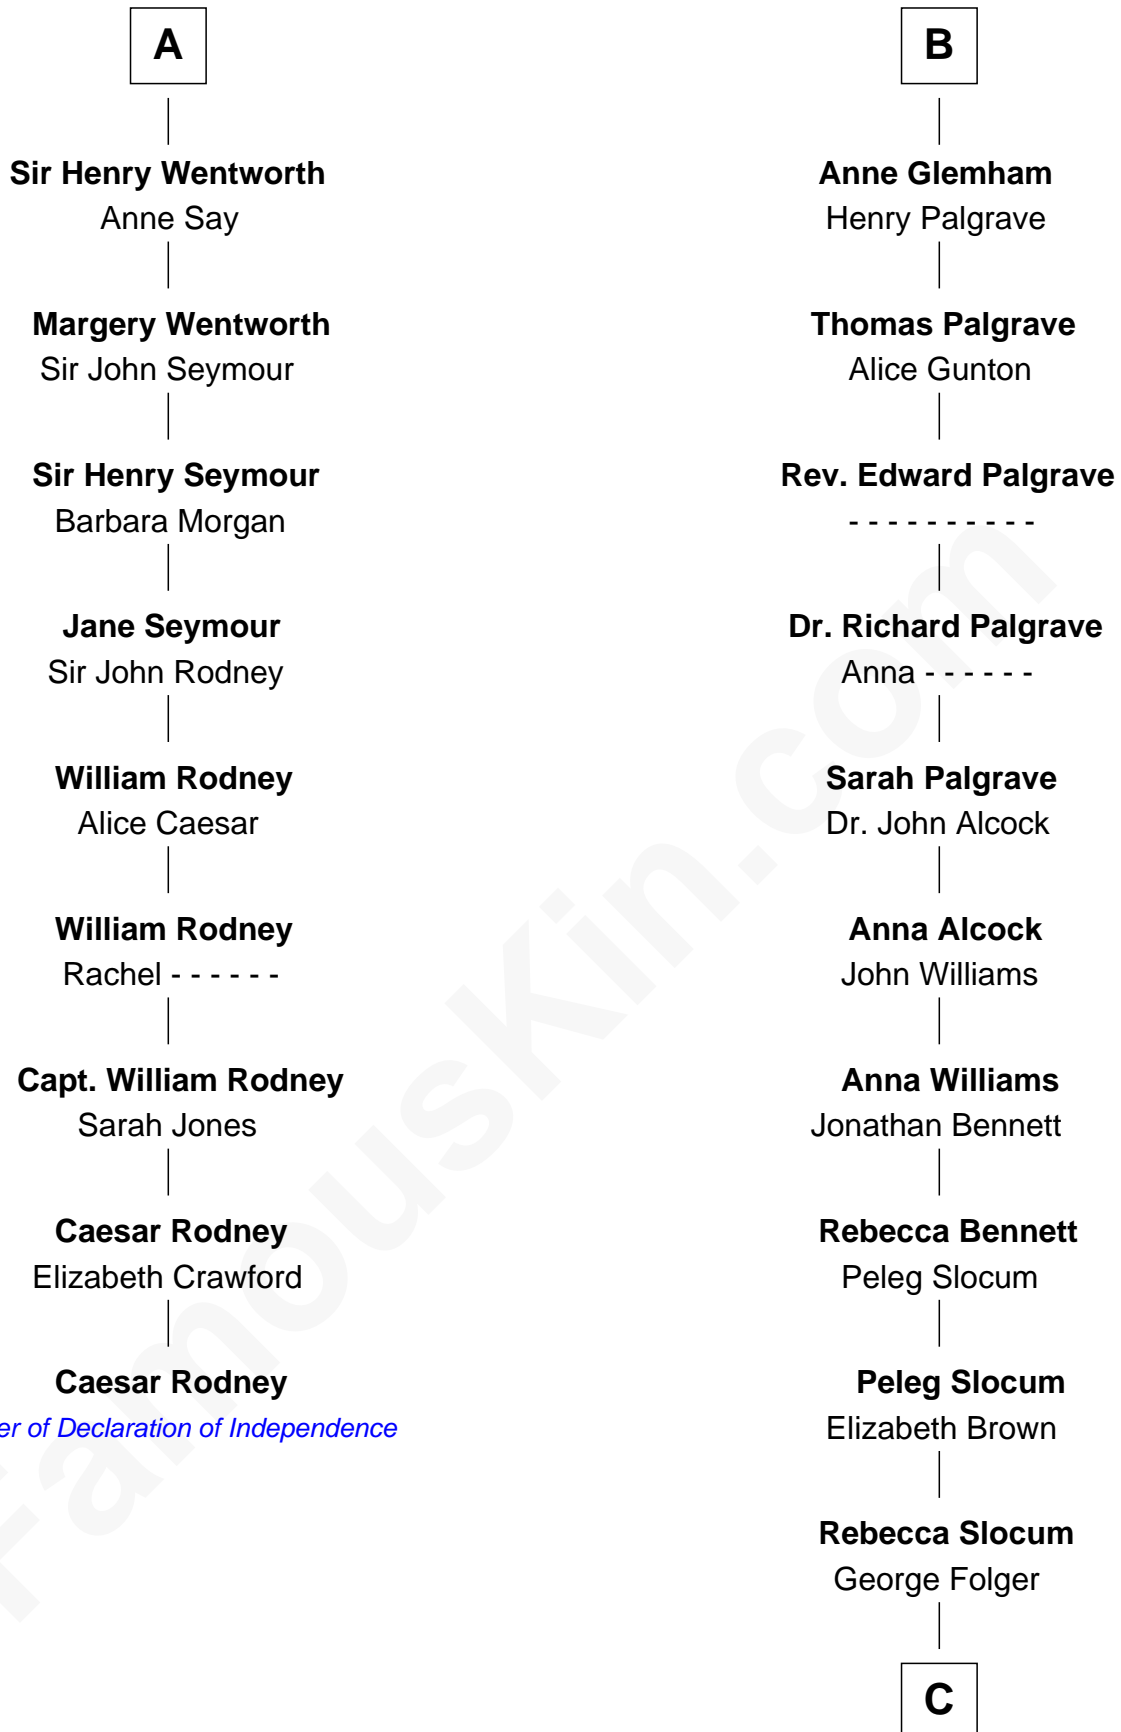 A
Sir Henry Wentworth
Anne Say
Margery Wentworth
Sir John Seymour
Sir Henry Seymour
Barbara Morgan
Jane Seymour
Sir John Rodney
William Rodney
Alice Caesar
William Rodney
Rachel - - - - - -
Capt. William Rodney
Sarah Jones
Caesar Rodney
Elizabeth Crawford
Caesar Rodney
of Declaration of Independence
B
Anne Glemham
Henry Palgrave
Thomas Palgrave
Alice Gunton
Rev. Edward Palgrave
- - - - - - - - - -
Dr. Richard Palgrave
Anna - - - - - -
Sarah Palgrave
Dr. John Alcock
Anna Alcock
John Williams
Anna Williams
Jonathan Bennett
Rebecca Bennett
Peleg Slocum
Peleg Slocum
Elizabeth Brown
Rebecca Slocum
George Folger
C
FamousKin.com